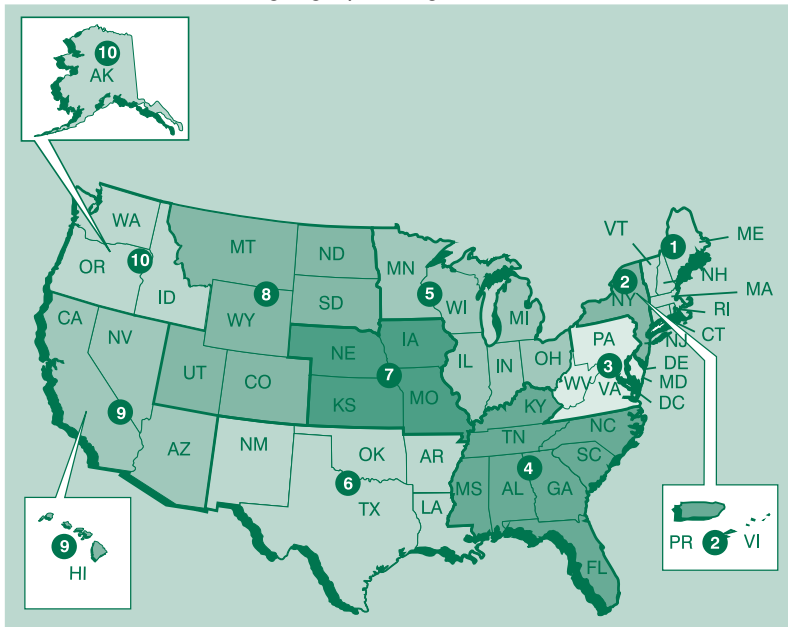 10
AK
WA
MT
ND
MN
VT
1
ME
OR
10
ID
8
SD
WY
5
WI
MI
2
NY
NH
MA
RI
CT
NJ
CA
NV
UT
CO
NE
IA
7
KS
MO
IL
IN
OH
PA
3
WV
VA
DE
MD
DC
9
AZ
NM
OK
6
TX
AR
LA
KY
TN
NC
SC
4
MS
AL
GA
FL
9
HI
PR
2
VI